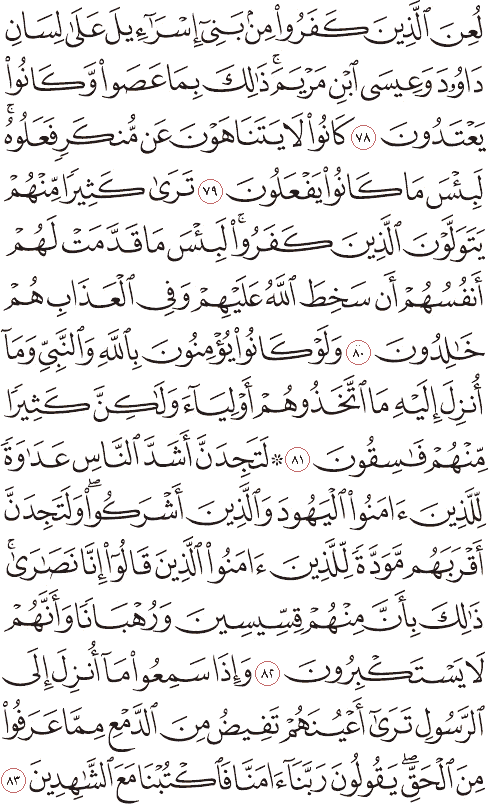 لُعِنَ ٱلَّذِينَ كَفَرُوا۟ مِنۢ بَنِىٓ إِسْرَٰٓءِيلَ عَلَىٰ لِسَانِ
دَاوُۥدَ وَعِيسَى ٱبْنِ مَرْيَمَ ۚ ذَٰلِكَ بِمَا عَصَوا۟ وَّكَانُوا۟
يَعْتَدُونَ ٧٨ كَانُوا۟ لَا يَتَنَاهَوْنَ عَن مُّنكَرٍ فَعَلُوهُ ۚ
لَبِئْسَ مَا كَانُوا۟ يَفْعَلُونَ ٧٩ تَرَىٰ كَثِيرًا مِّنْهُمْ
يَتَوَلَّوْنَ ٱلَّذِينَ كَفَرُوا۟ ۚ لَبِئْسَ مَا قَدَّمَتْ لَهُمْ
أَنفُسُهُمْ أَن سَخِطَ ٱللَّهُ عَلَيْهِمْ وَفِى ٱلْعَذَابِ هُمْ
خَٰلِدُونَ ٨٠ وَلَوْ كَانُوا۟ يُؤْمِنُونَ بِٱللَّهِ وَٱلنَّبِىِّ وَمَآ
أُنزِلَ إِلَيْهِ مَا ٱتَّخَذُوهُمْ أَوْلِيَآءَ وَلَٰكِنَّ كَثِيرًا
مِّنْهُمْ فَٰسِقُونَ ٨١ ۞ لَتَجِدَنَّ أَشَدَّ ٱلنَّاسِ عَدَٰوَةً
لِّلَّذِينَ ءَامَنُوا۟ ٱلْيَهُودَ وَٱلَّذِينَ أَشْرَكُوا۟ ۖ وَلَتَجِدَنَّ
أَقْرَبَهُم مَّوَدَّةً لِّلَّذِينَ ءَامَنُوا۟ ٱلَّذِينَ قَالُوٓا۟ إِنَّا نَصَٰرَىٰ ۚ
ذَٰلِكَ بِأَنَّ مِنْهُمْ قِسِّيسِينَ وَرُهْبَانًا وَأَنَّهُمْ
لَا يَسْتَكْبِرُونَ ٨٢ وَإِذَا سَمِعُوا۟ مَآ أُنزِلَ إِلَى
ٱلرَّسُولِ تَرَىٰٓ أَعْيُنَهُمْ تَفِيضُ مِنَ ٱلدَّمْعِ مِمَّا عَرَفُوا۟
مِنَ ٱلْحَقِّ ۖ يَقُولُونَ رَبَّنَآ ءَامَنَّا فَٱكْتُبْنَا مَعَ ٱلشَّٰهِدِينَ ٨٣